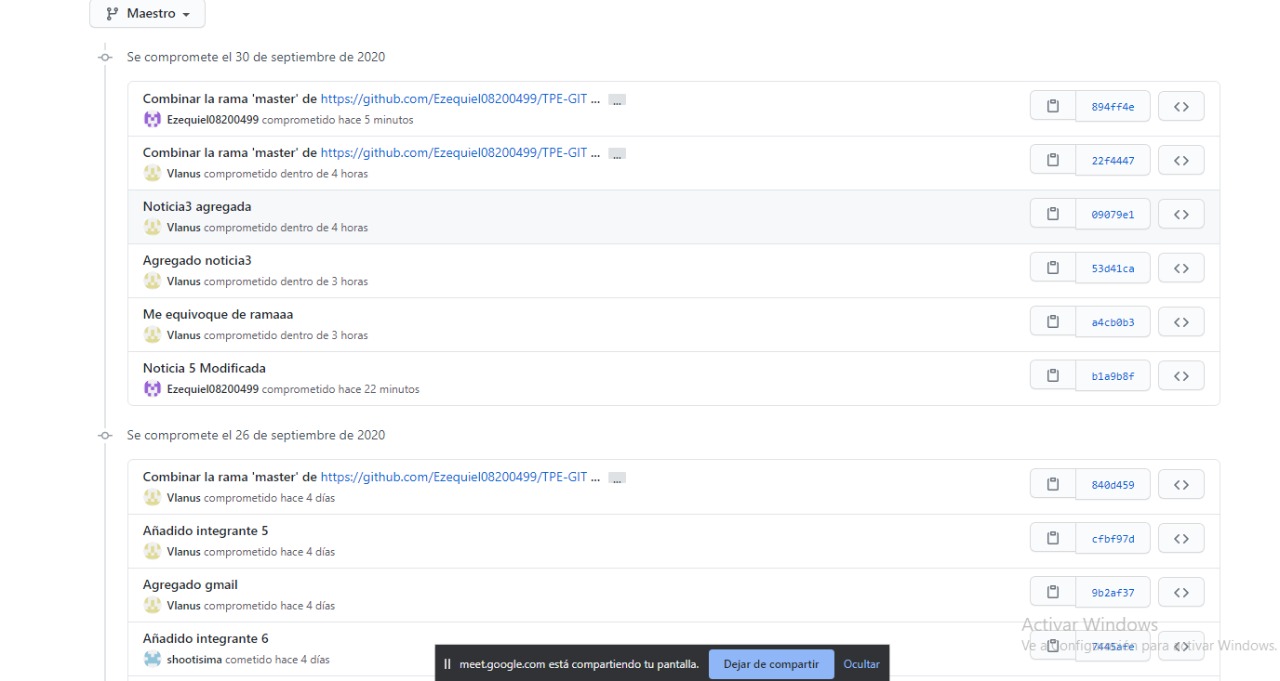 Maestro
Se compromete el 30 de septiembre de 2020
Combinar la rama 'master' de https://github.com/Ezequiel08200499/TPE-GIT ... ...
894ff4e
Ezequiel08200499 comprometido hace 5 minutos
Combinar la rama 'master' de https://github.com/Ezequiel08200499/TPE-GIT ... ...
22f4447
Vlanus comprometido dentro de 4 horas
Noticia3 agregada
09079e1
Vlanus comprometido dentro de 4 horas
Agregado noticia3
53d41ca
Vlanus comprometido dentro de 3 horas
Me equivoque de ramaaa
a4cb0b3
Vlanus comprometido dentro de 3 horas
Noticia 5 Modificada
b1a9b8f
Ezequiel08200499 comprometido hace 22 minutos
Se compromete el 26 de septiembre de 2020
Combinar la rama 'master' de https://github.com/Ezequiel08200499/TPE-GIT ... ...
840d459
Vlanus comprometido hace 4 días
Añadido integrante 5
cfbf97d
Vlanus comprometido hace 4 días
Agregado gmail
9b2af37
Vlanus comprometido hace 4 días
Activar Windows
Añadido integrante 6
Ve a Configuración para activar Windows.
7445afe
shootisima cometido hace 4 días
meet.google.com está compartiendo tu pantalla.
Dejar de compartir
Ocultar